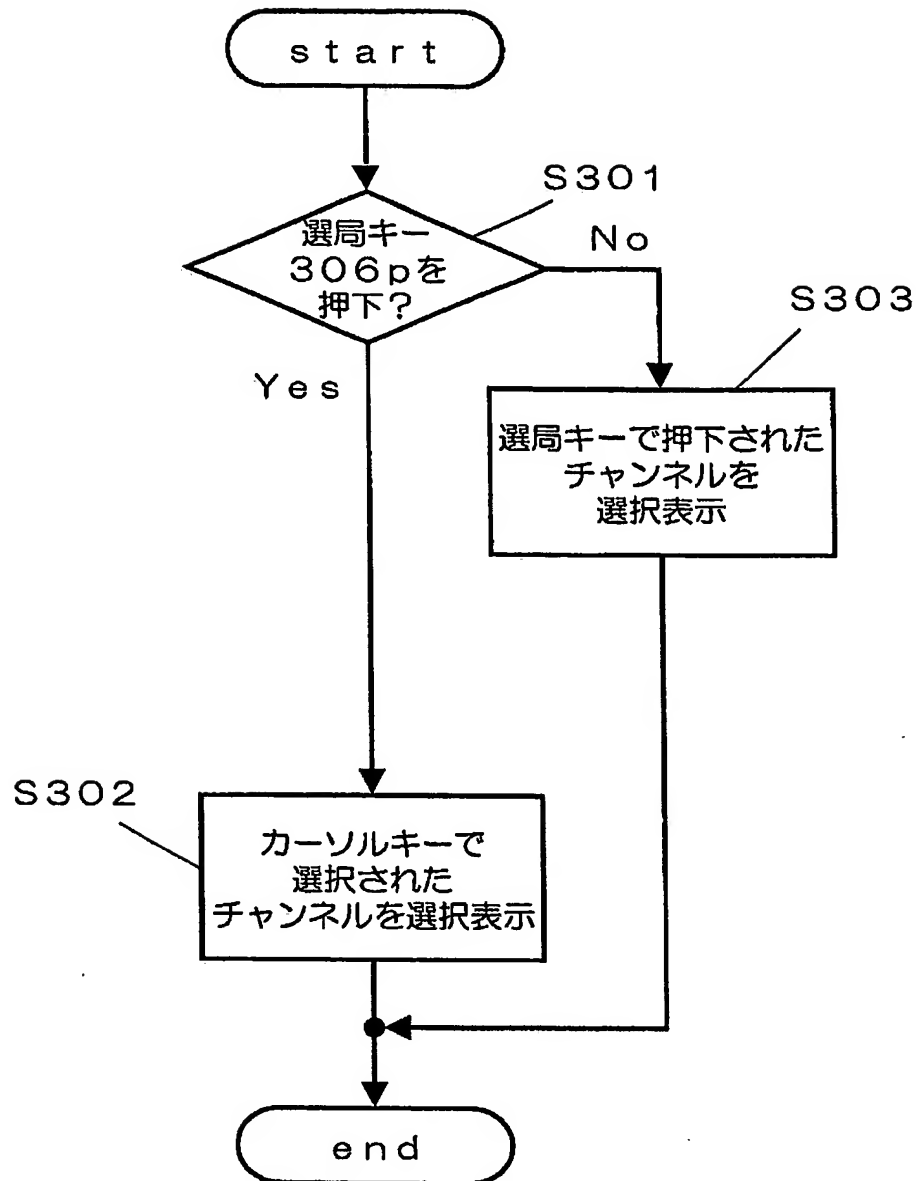 start
S301
選局キー
306pを
押下?
No
S303
Yes
選局キーで押下された
チャンネルを
選択表示
S302
カーソルキーで
選択された
チャンネルを選択表示
end